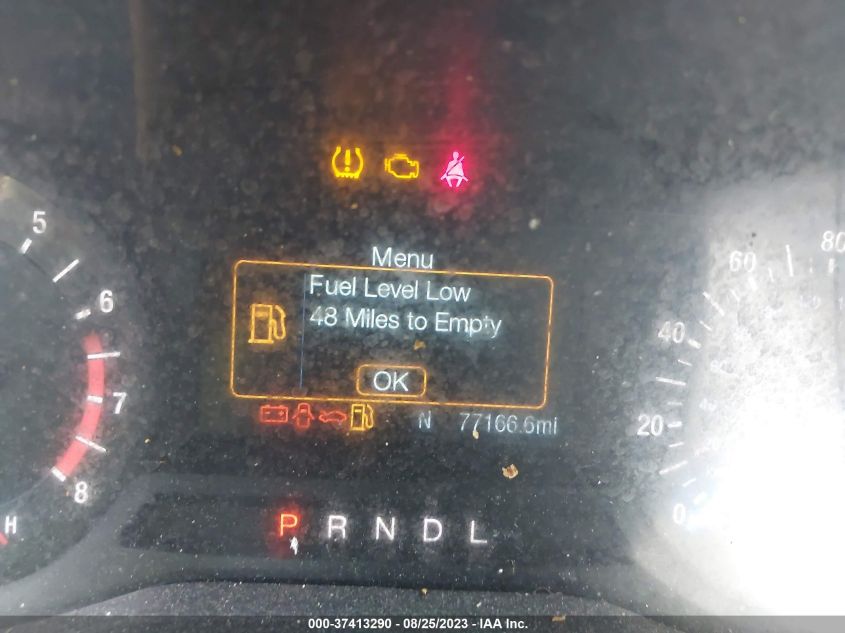 5
6
7
8
H
Menu
Fuel Level Low
48 Miles to Empty
OK
N 77166.6mi
P R N D L
80
60
40
20
0
000-37413290 - 08/25/2023 - IAA Inc.